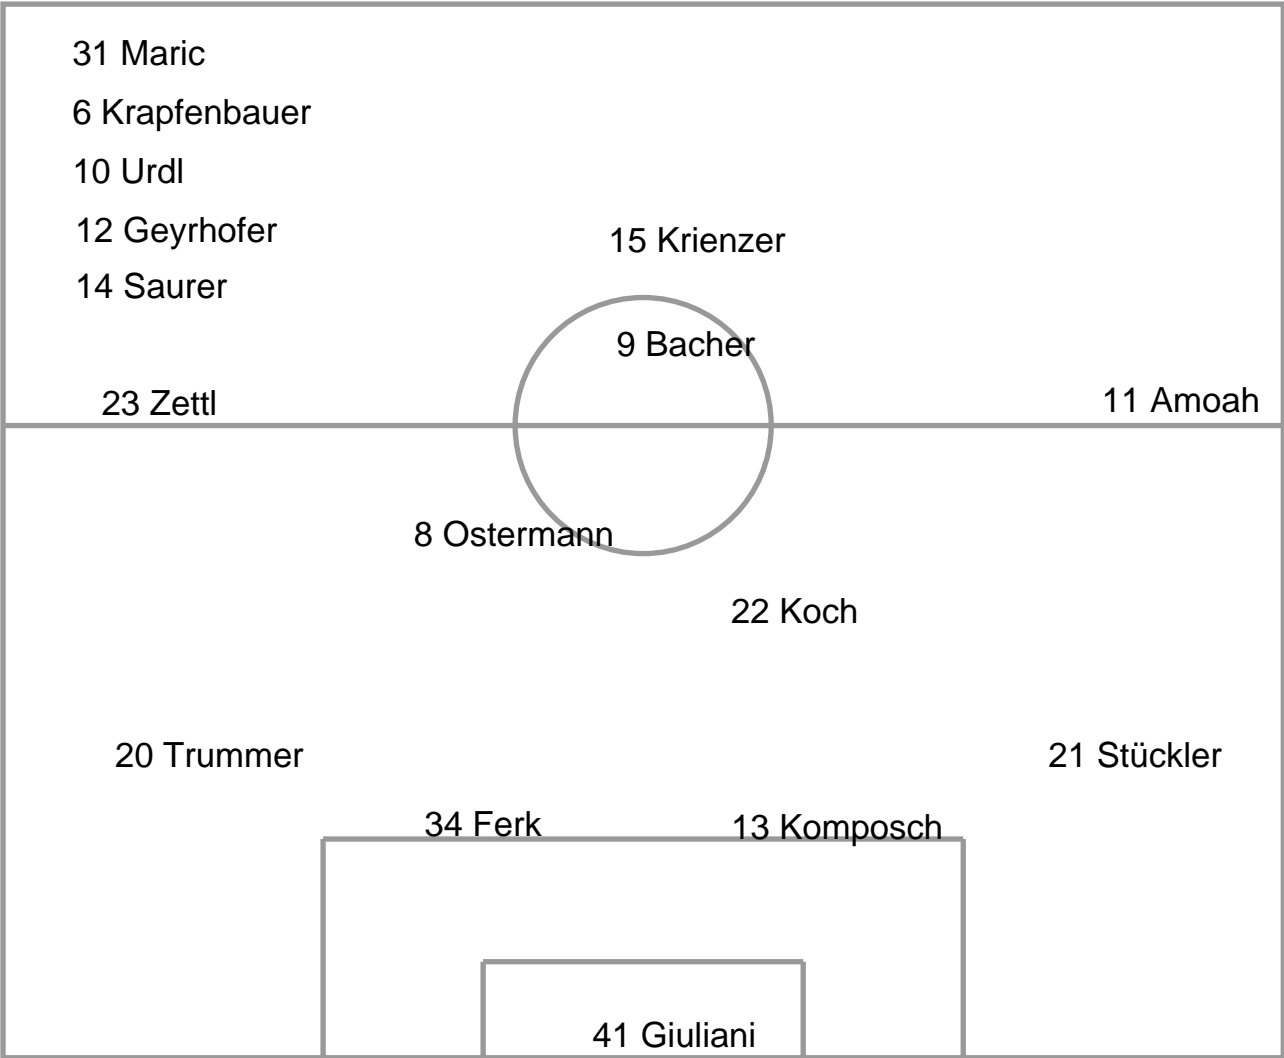 31 Maric
6 Krapfenbauer
10 Urdl
12 Geyrhofer
15 Krienzer
14 Saurer
9 Bacher
23 Zettl
11 Amoah
8 Ostermann
22 Koch
20 Trummer
21 Stückler
34 Ferk
13 Komposch
41 Giuliani